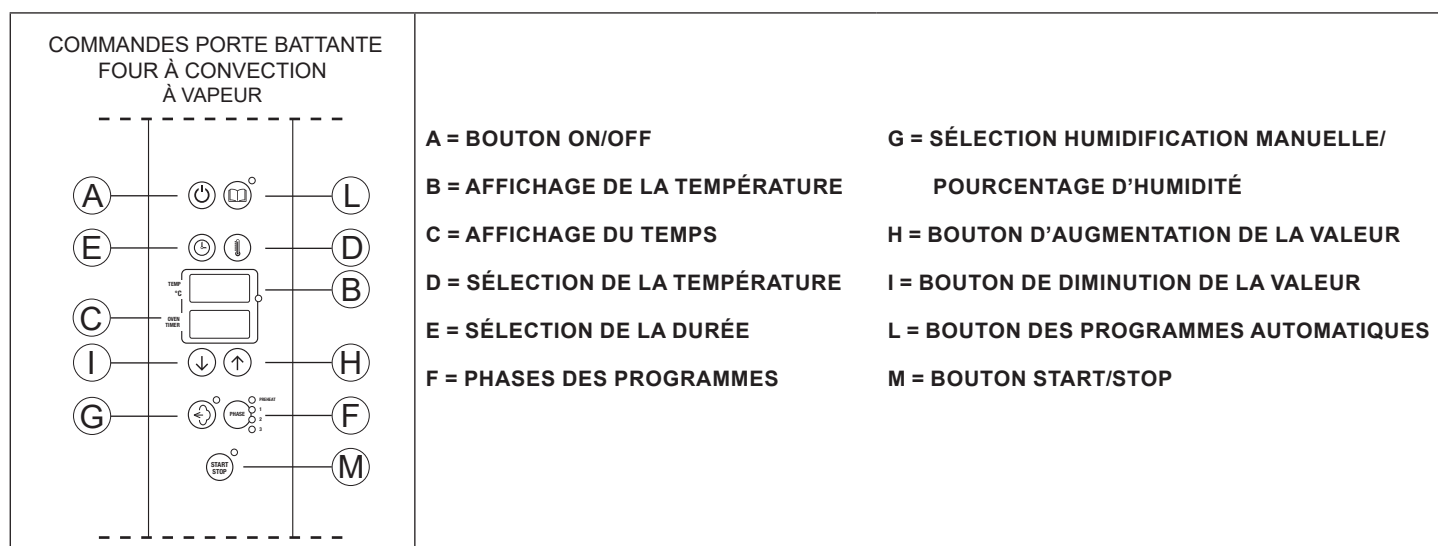 COMMANDES PORTE BATTANTE
FOUR À CONVECTION
À VAPEUR
A
L
E
D
TEMP
°C
B
C
OVEN
TIMER
I
H
G
PHASE
PREHEAT
1
2
3
F
START
STOP
M
A = BOUTON ON/OFF
B = AFFICHAGE DE LA TEMPÉRATURE
C = AFFICHAGE DU TEMPS
D = SÉLECTION DE LA TEMPÉRATURE
E = SÉLECTION DE LA DURÉE
F = PHASES DES PROGRAMMES
G = SÉLECTION HUMIDIFICATION MANUELLE/
POURCENTAGE D’HUMIDITÉ
H = BOUTON D’AUGMENTATION DE LA VALEUR
I = BOUTON DE DIMINUTION DE LA VALEUR
L = BOUTON DES PROGRAMMES AUTOMATIQUES
M = BOUTON START/STOP